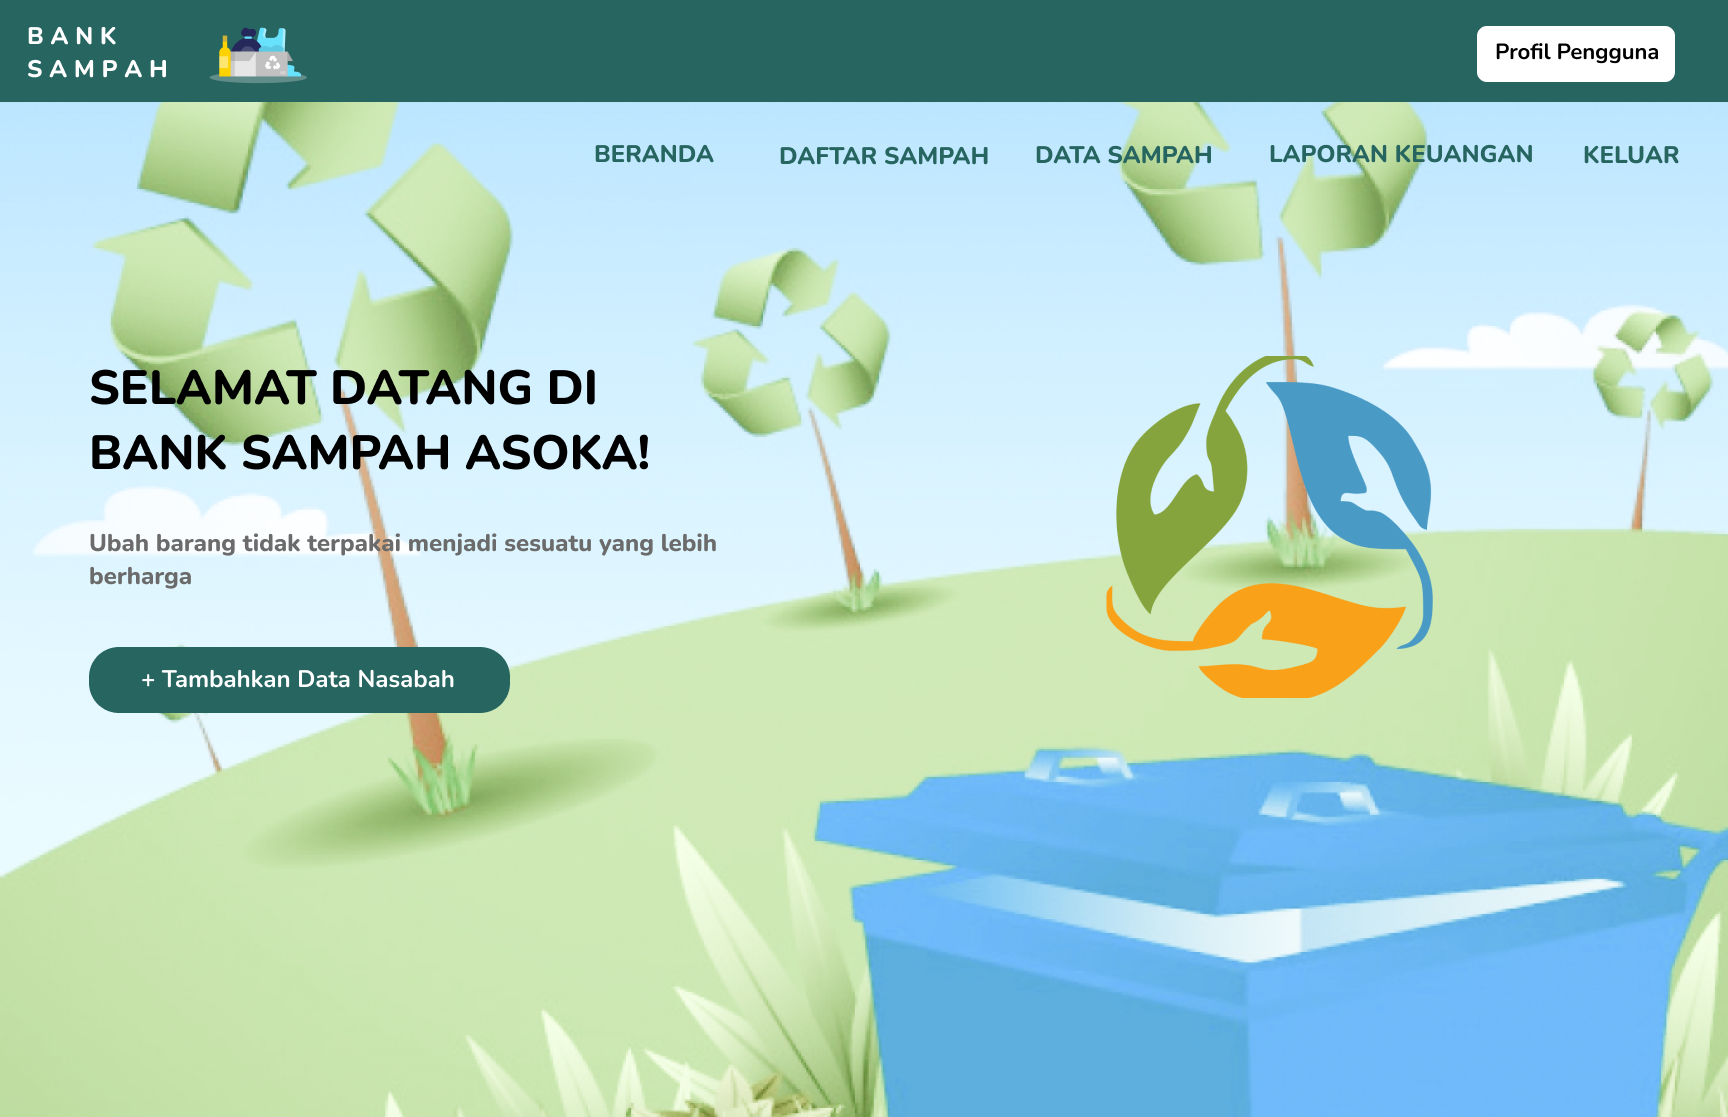 BANK
SAMPAH
Profil Pengguna
BERANDA
DAFTAR SAMPAH
DATA SAMPAH
LAPORAN KEUANGAN
KELUAR
SELAMAT DATANG DI
BANK SAMPAH ASOKA!
Ubah barang tidak terpakai menjadi sesuatu yang lebih
berharga
+ Tambahkan Data Nasabah